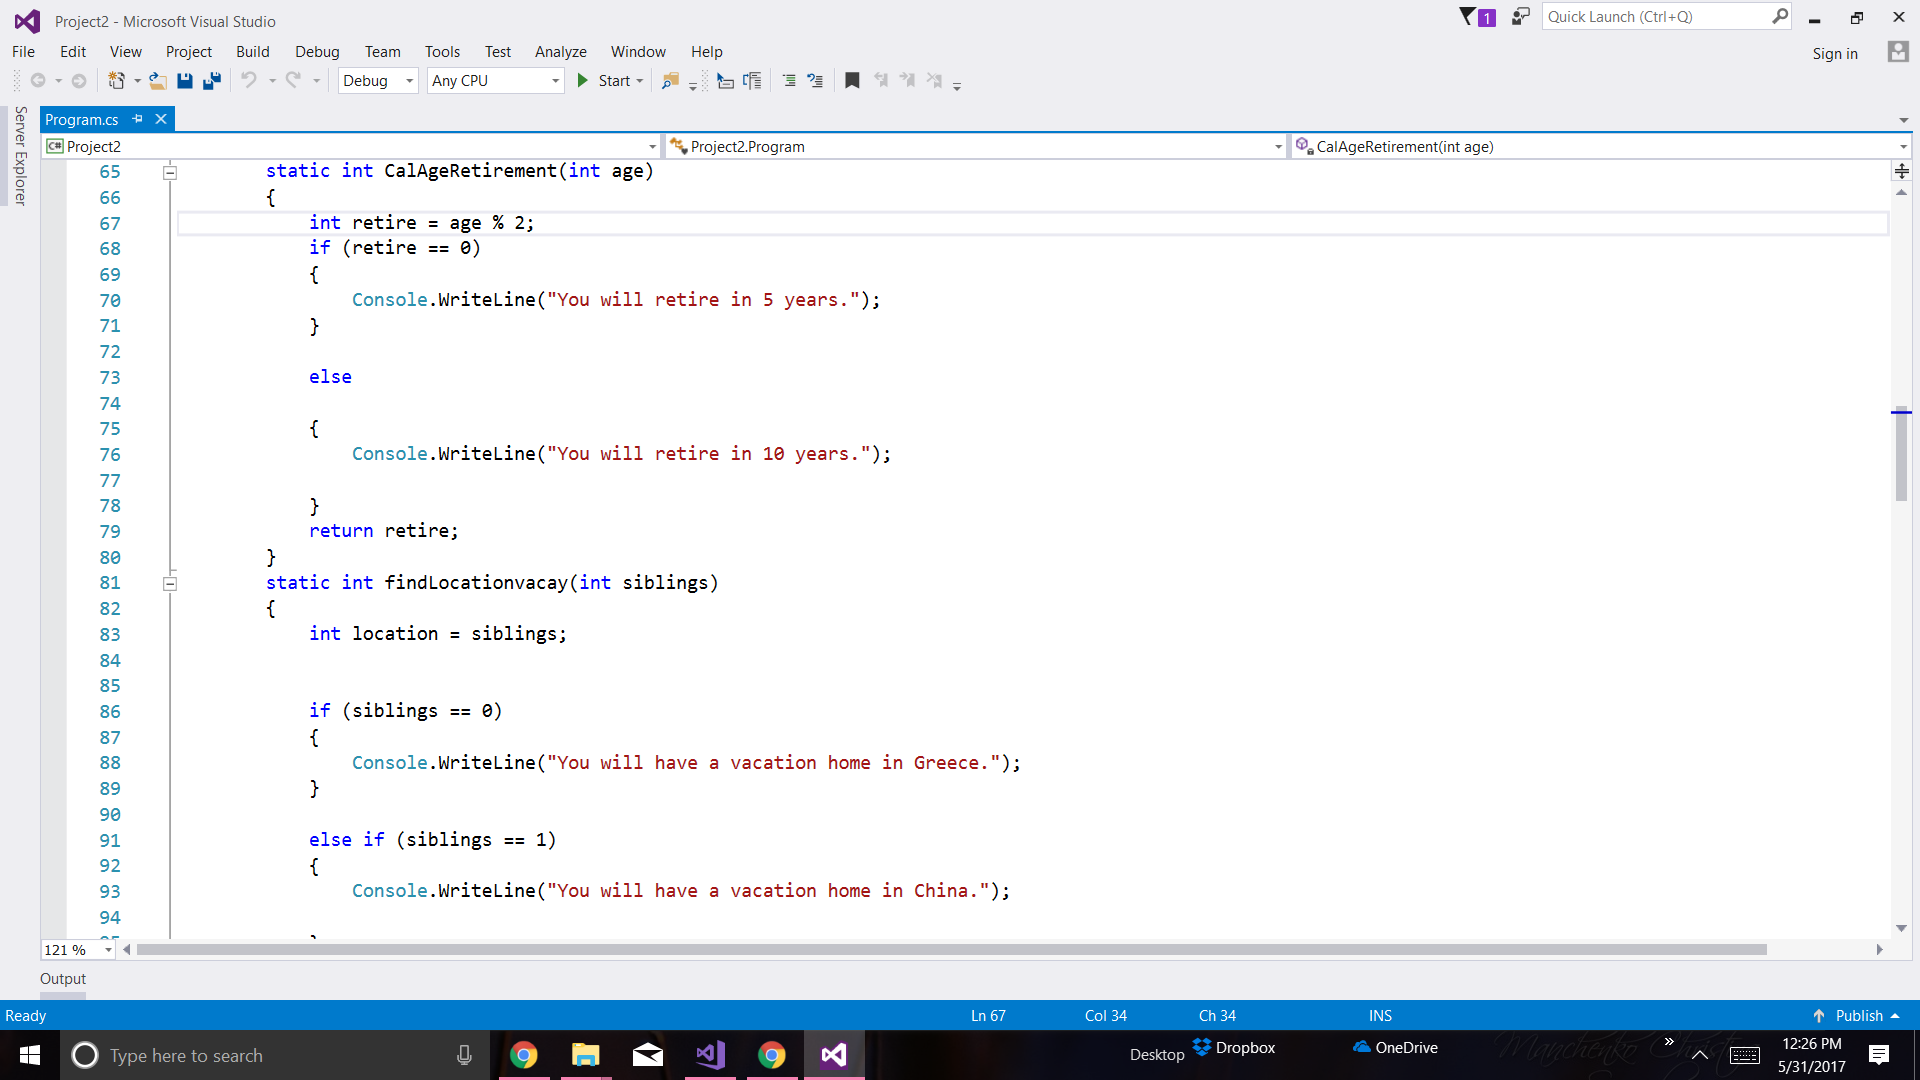 Project2 - Microsoft Visual Studio
1
Quick Launch (Ctrl+Q)
File Edit View Project Build Debug Team Tools Test Analyze Window Help
Sign in
Debug Any CPU Start
Server Explorer
Program.cs
C# Project2 Project2.Program CalAgeRetirement(int age)
65 static int CalAgeRetirement(int age)
66 {
67 int retire = age % 2;
68 if (retire == 0)
69 {
70 Console.WriteLine("You will retire in 5 years.");
71 }
72
73 else
74
75 {
76 Console.WriteLine("You will retire in 10 years.");
77
78 }
79 return retire;
80 }
81 static int findLocationvacay(int siblings)
82 {
83 int location = siblings;
84
85
86 if (siblings == 0)
87 {
88 Console.WriteLine("You will have a vacation home in Greece.");
89 }
90
91 else if (siblings == 1)
92 {
93 Console.WriteLine("You will have a vacation home in China.");
94
121 %
Output
Ready Ln 67 Col 34 Ch 34 INS Publish
Type here to search
Desktop Dropbox OneDrive
Manchenko
12:26 PM
5/31/2017